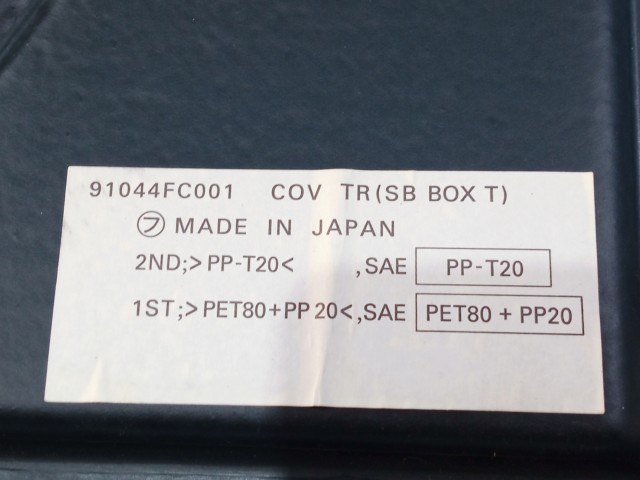 91044FC001 COV TR(SB BOX T)
㋫ MADE IN JAPAN
2ND;>PP-T20< ,SAE PP-T20
1ST;>PET80+PP20<,SAE PET80 + PP20